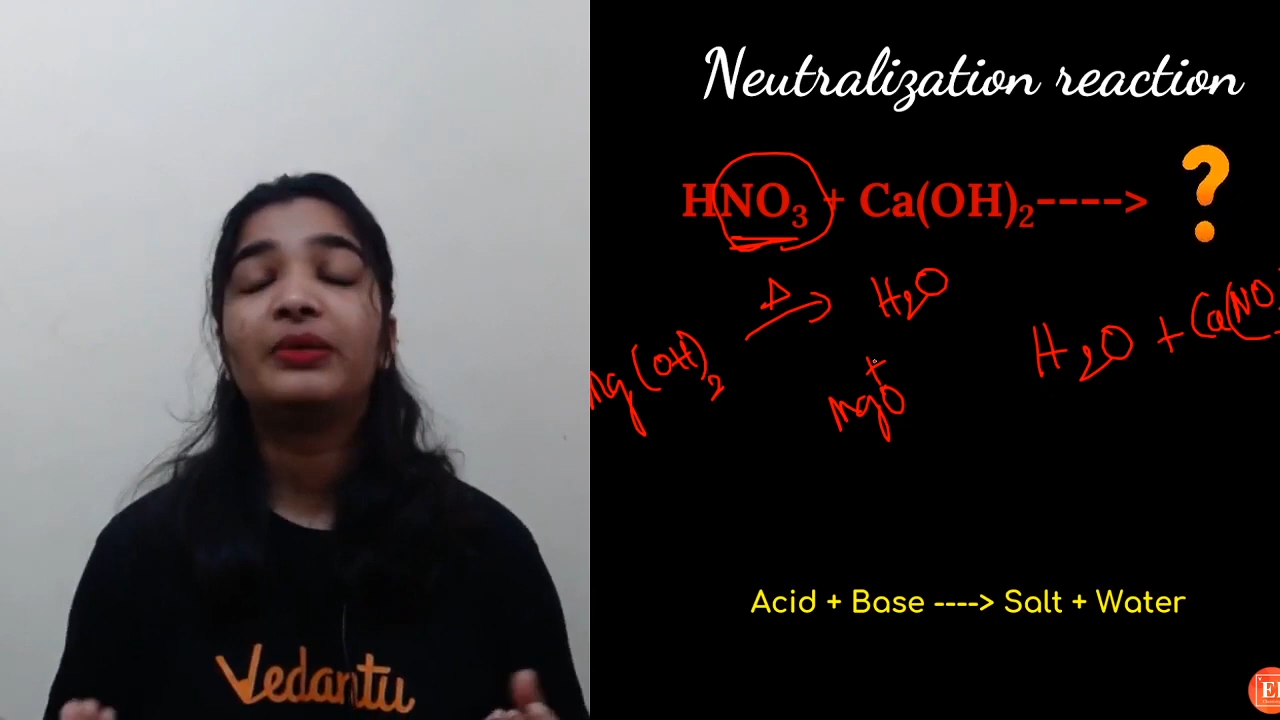 Neutralization reaction
HNO₃ + Ca(OH)₂----> ?
Δ
H₂O
H₂O + Ca(NO
Mg(OH)₂
+
MgO
Acid + Base ----> Salt + Water
Vedantu